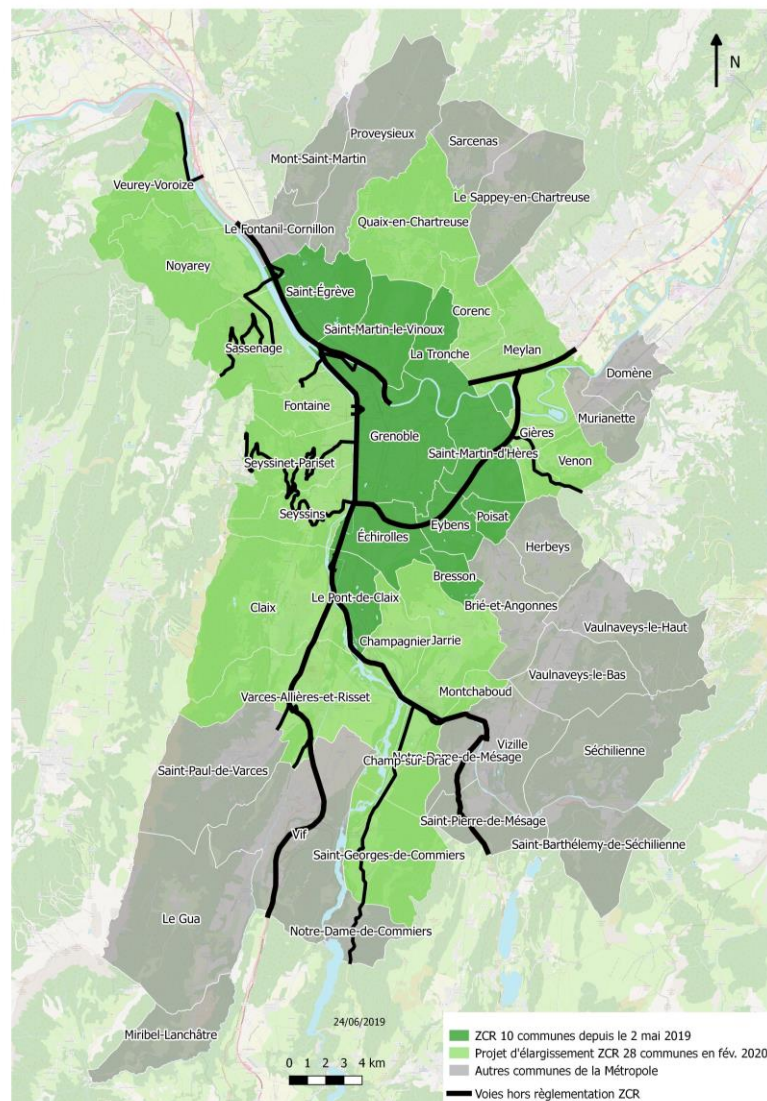 N
Proveysieux
Sarcenas
Mont-Saint-Martin
Le Sappey-en-Chartreuse
Veurey-Voroize
Quaix-en-Chartreuse
Le Fontanil-Cornillon
Noyarey
Saint-Égrève
Corenc
Saint-Martin-le-Vinoux
Sassenage
La Tronche
Meylan
Domène
Fontaine
Murianette
Grenoble
Gières
Saint-Martin-d'Hères
Seyssinet-Pariset
Venon
Seyssins
Poisat
Eybens
Échirolles
Herbeys
Bresson
Le Pont-de-Claix
Brié-et-Angonnes
Claix
Vaulnaveys-le-Haut
Champagnier
Jarrie
Vaulnaveys-le-Bas
Montchaboud
Varces-Allières-et-Risset
Vizille
Séchilienne
Notre-Dame-de-Mésage
Champ-sur-Drac
Saint-Paul-de-Varces
Saint-Pierre-de-Mésage
Vif
Saint-Barthélemy-de-Séchilienne
Saint-Georges-de-Commiers
Le Gua
Notre-Dame-de-Commiers
Miribel-Lanchâtre
24/06/2019
0 1 2 3 4 km
ZCR 10 communes depuis le 2 mai 2019
Projet d'élargissement ZCR 28 communes en fév. 2020
Autres communes de la Métropole
Voies hors règlementation ZCR